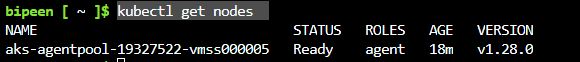 bipeen [ ~ ]$ kubectl get nodes
NAME STATUS ROLES AGE VERSION
aks-agentpool-19327522-vmss000005 Ready agent 18m v1.28.0